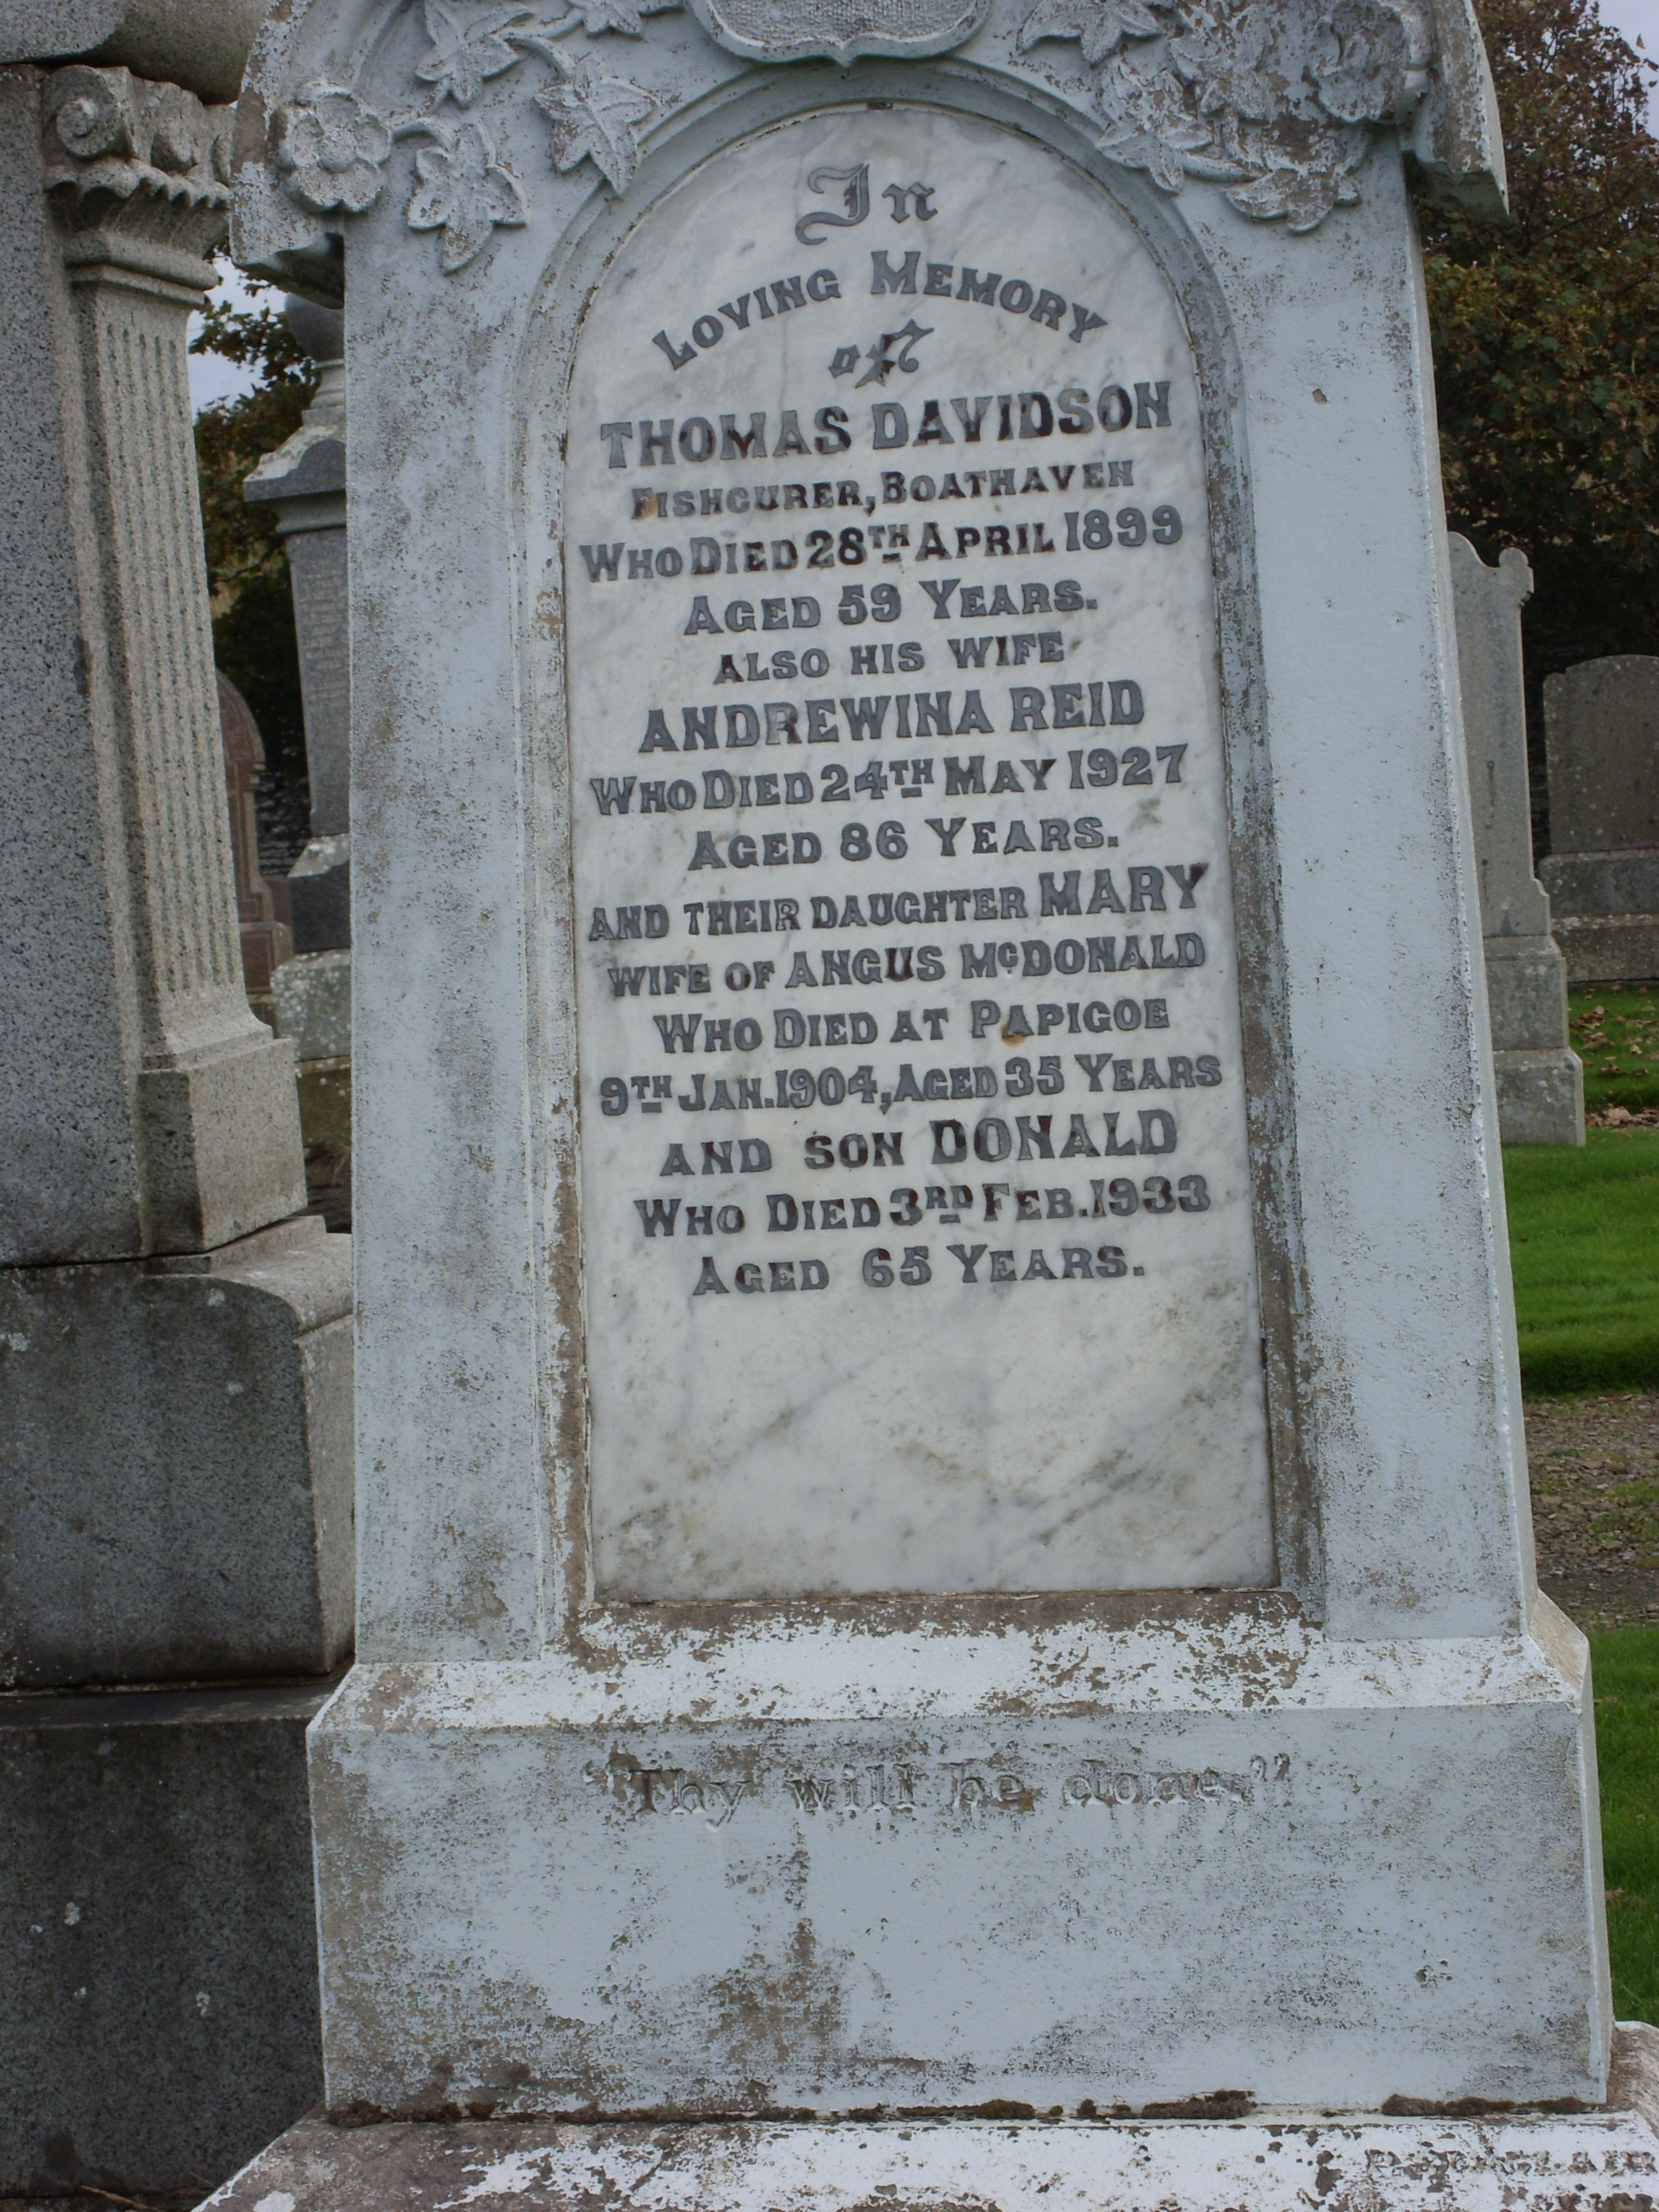 In
LOVING MEMORY
of
THOMAS DAVIDSON
FISHCURER, BOATHAVEN
WHO DIED 28TH APRIL 1899
AGED 59 YEARS.
ALSO HIS WIFE
ANDREWINA REID
WHO DIED 24TH MAY 1927
AGED 86 YEARS.
AND THEIR DAUGHTER MARY
WIFE OF ANGUS McDONALD
WHO DIED AT PAPIGOE
9TH JAN. 1904, AGED 35 YEARS
AND SON DONALD
WHO DIED 3RD FEB. 1933
AGED 65 YEARS.
"Thy will be done."